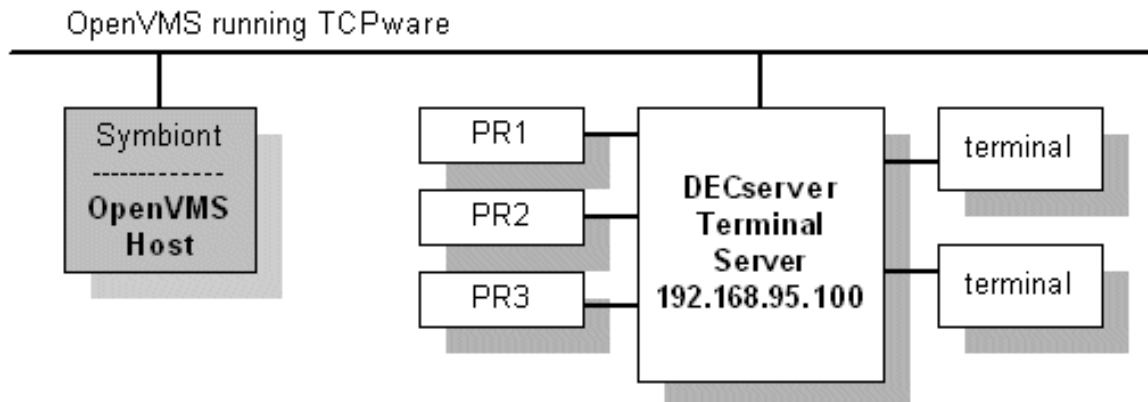 OpenVMS running TCPware
Symbiont
------------
OpenVMS
Host
PR1
PR2
PR3
DECserver
Terminal
Server
192.168.95.100
terminal
terminal